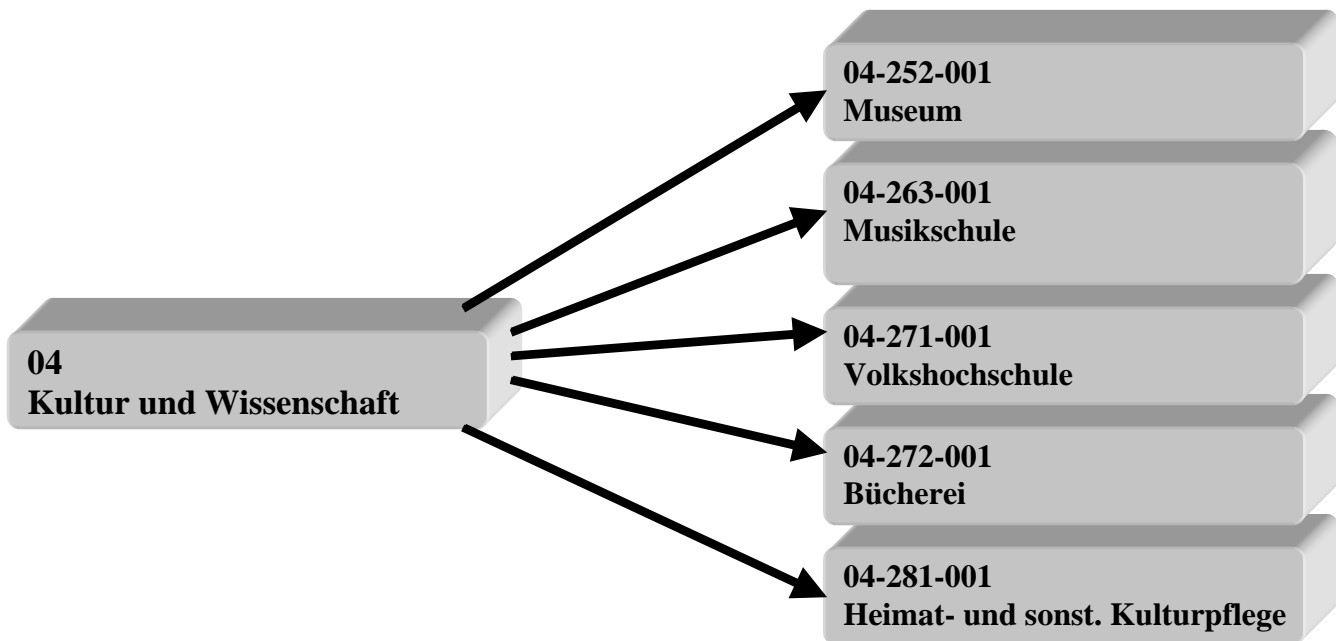 04
Kultur und Wissenschaft
04-252-001
Museum
04-263-001
Musikschule
04-271-001
Volkshochschule
04-272-001
Bücherei
04-281-001
Heimat- und sonst. Kulturpflege